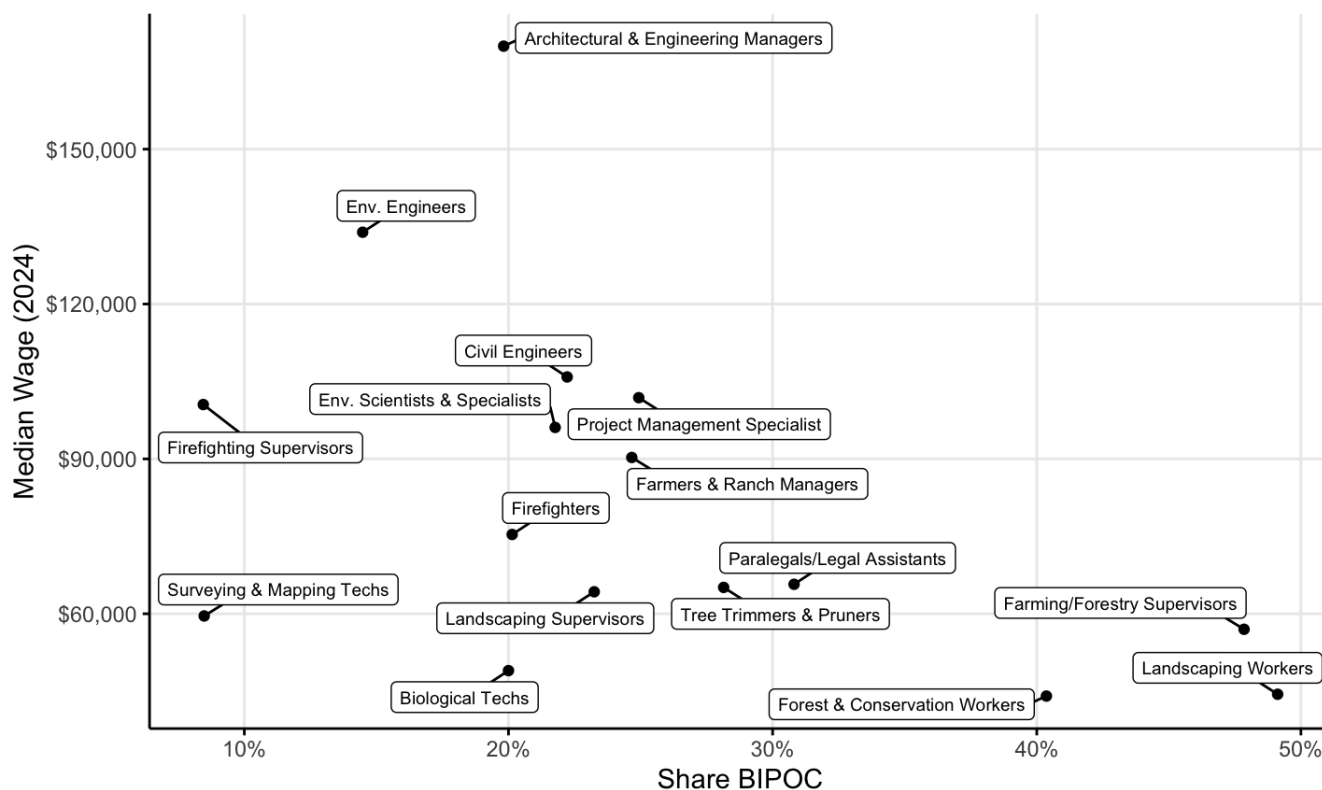 Architectural & Engineering Managers
$150,000
Env. Engineers
$120,000
Civil Engineers
Env. Scientists & Specialists
Project Management Specialist
Firefighting Supervisors
$90,000
Farmers & Ranch Managers
Firefighters
Paralegals/Legal Assistants
Surveying & Mapping Techs
Farming/Forestry Supervisors
$60,000
Landscaping Supervisors
Tree Trimmers & Pruners
Landscaping Workers
Biological Techs
Forest & Conservation Workers
Median Wage (2024)
10%
20%
30%
40%
50%
Share BIPOC